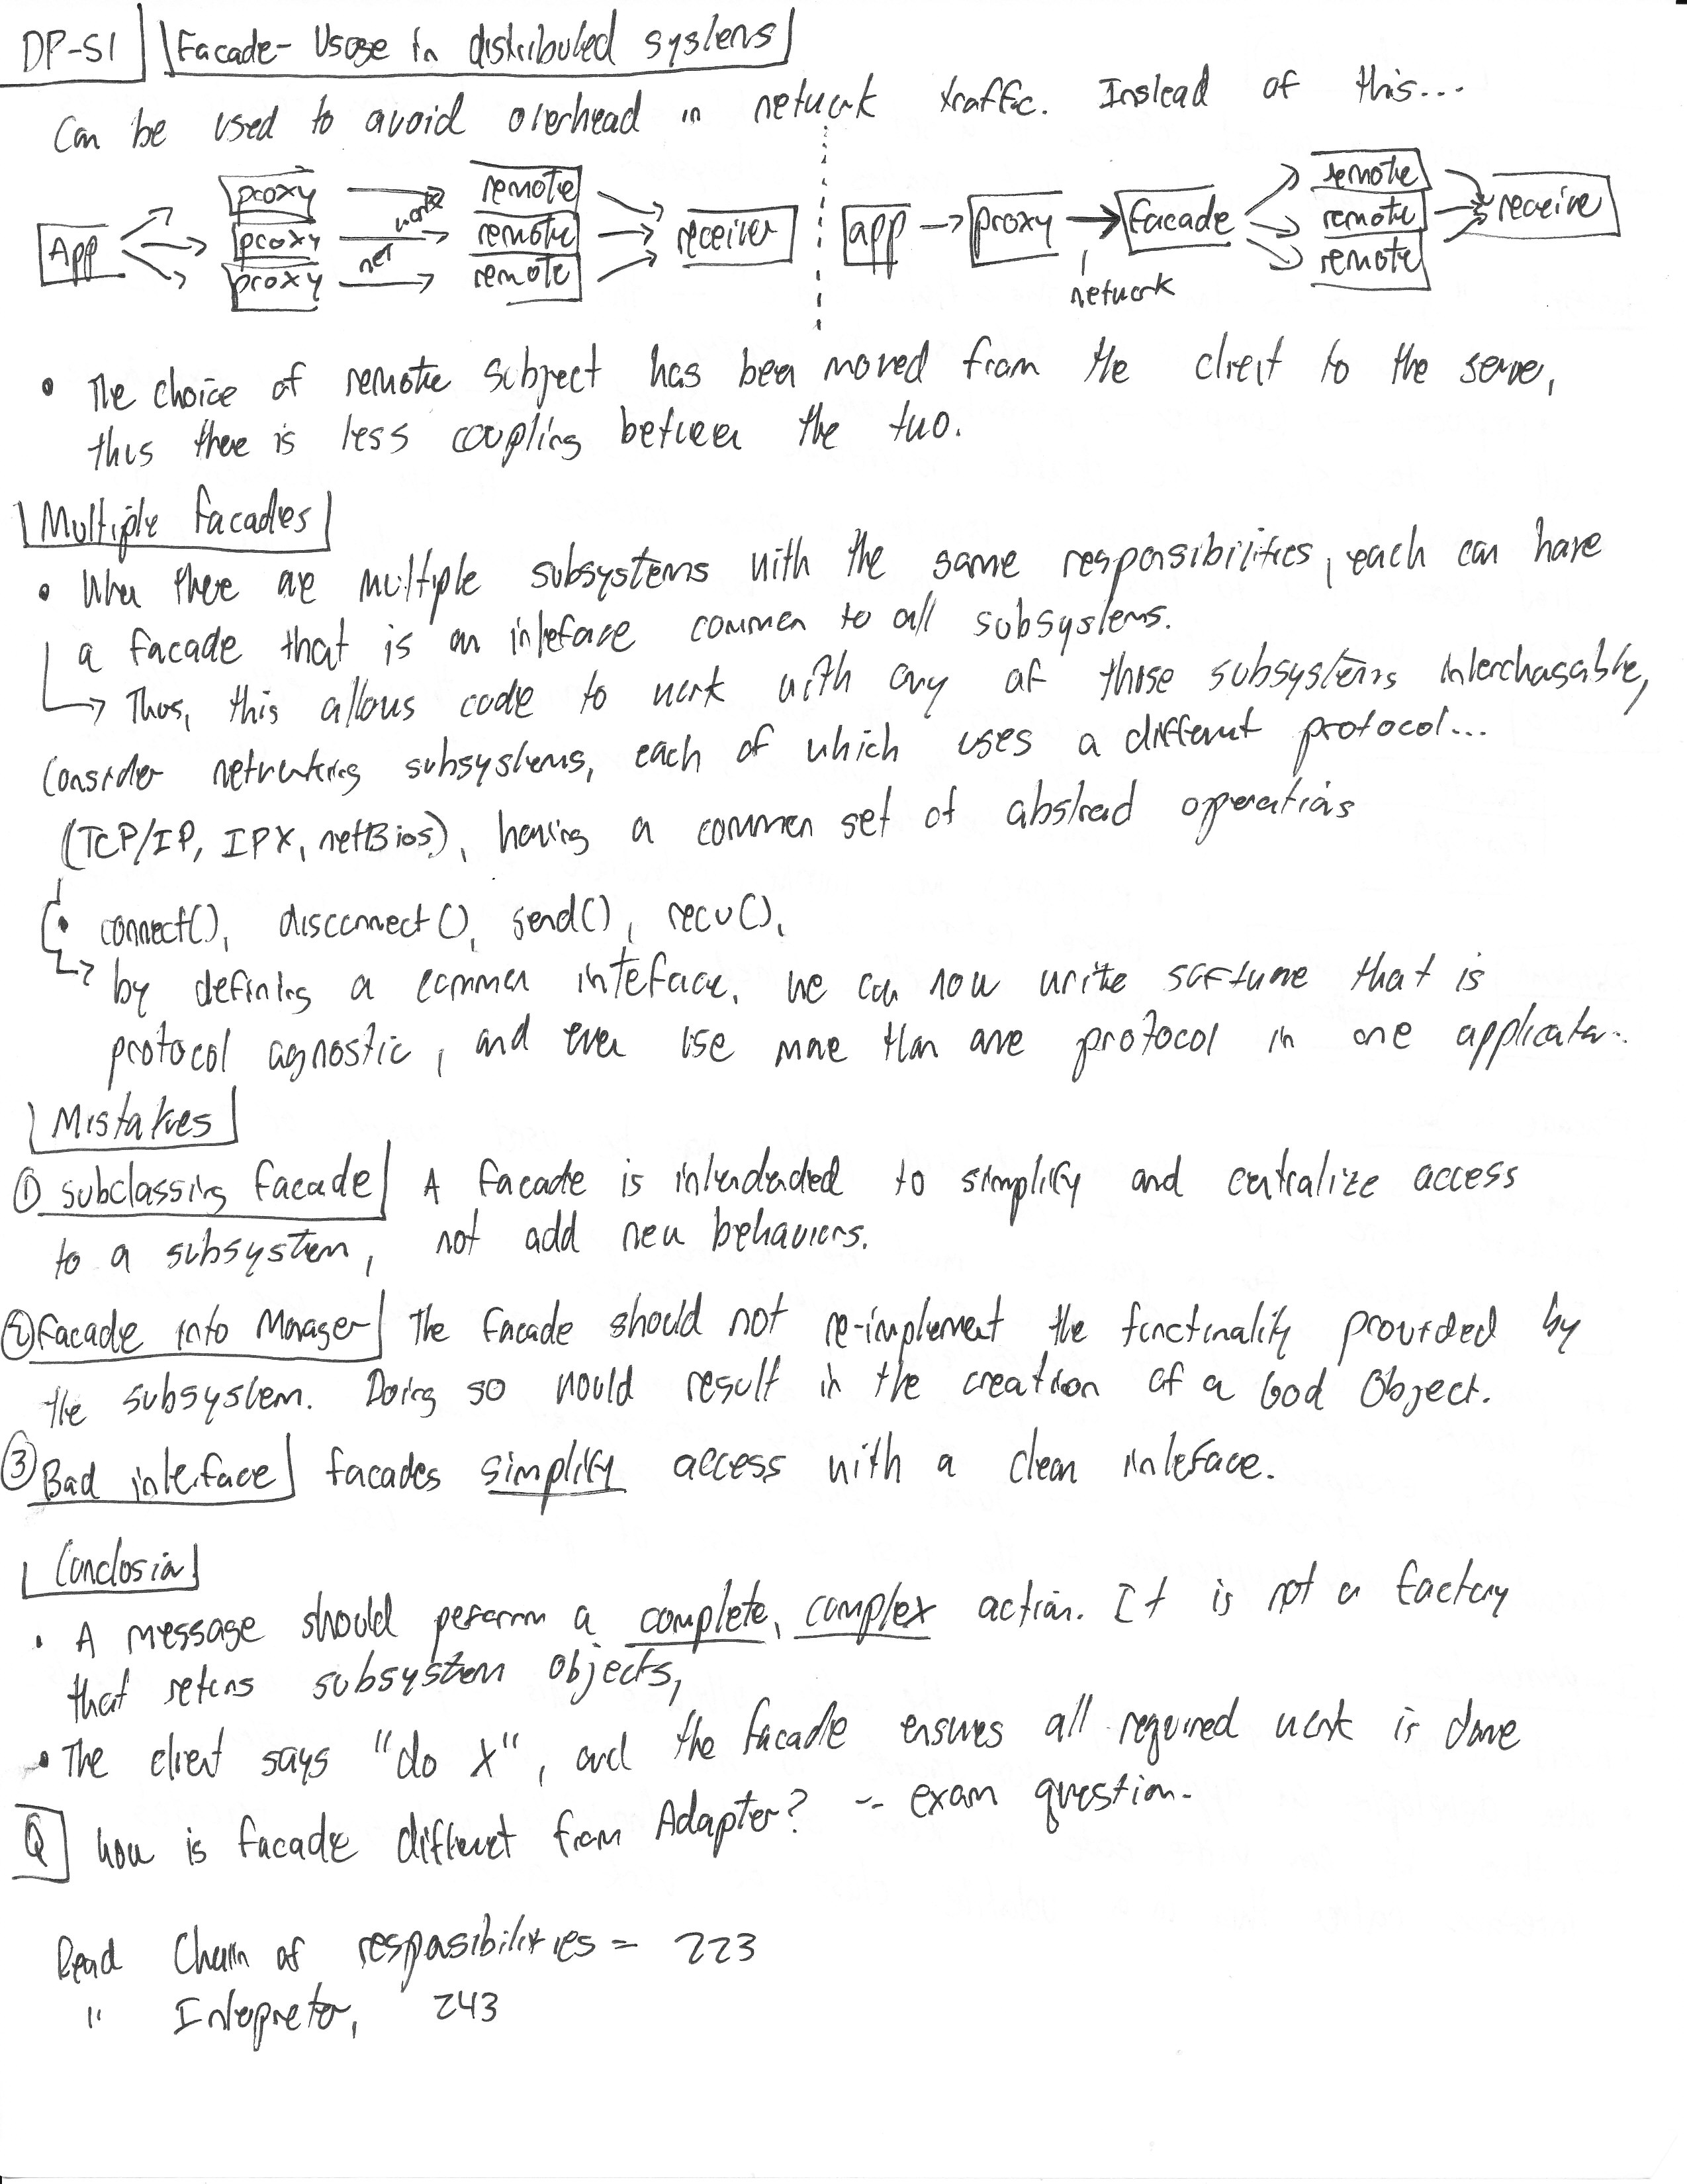 DP-51 Facade- Usage in distributed systems
Can be used to avoid overhead in network traffic. Instead of this...
App
proxy
proxy
proxy
net work
remote
remote
remote
receiver
app
proxy
network
facade
remote
remote
remote
receive
• The choice of remote subject has been moved from the client to the serve,
thus there is less coupling between the two.
Multiple facades
• When there are multiple subsystems with the same responsibilities, each can have
a facade that is an interface common to all subsystems.
→ Thus, this allows code to work with any of those subsystems interchangable,
Consider networking subsystems, each of which uses a different protocol...
(TCP/IP, IPX, netBios), having a common set of abstract operations
• connect(), disconnect(), send(), recv(),
→ by defining a common interface, we can now write software that is
protocol agnostic, and even use more than one protocol in one application.
Mistakes
① subclassing facade A facade is intendended to simplify and centralize access
to a subsystem, not add new behaviors.
② facade into Manager The facade should not re-implement the functionality provided by
the subsystem. Doing so would result in the creation of a God Object.
③ Bad interface facades simplify access with a clean interface.
Conclusion
• A message should perform a complete, complex action. It is not a factory
that returns subsystem objects,
• The client says "do X", and the facade ensures all required work is done
Q how is facade different from Adapter? -- exam question.
Read Chain of responsibilities = 223
" Interpreter, 243